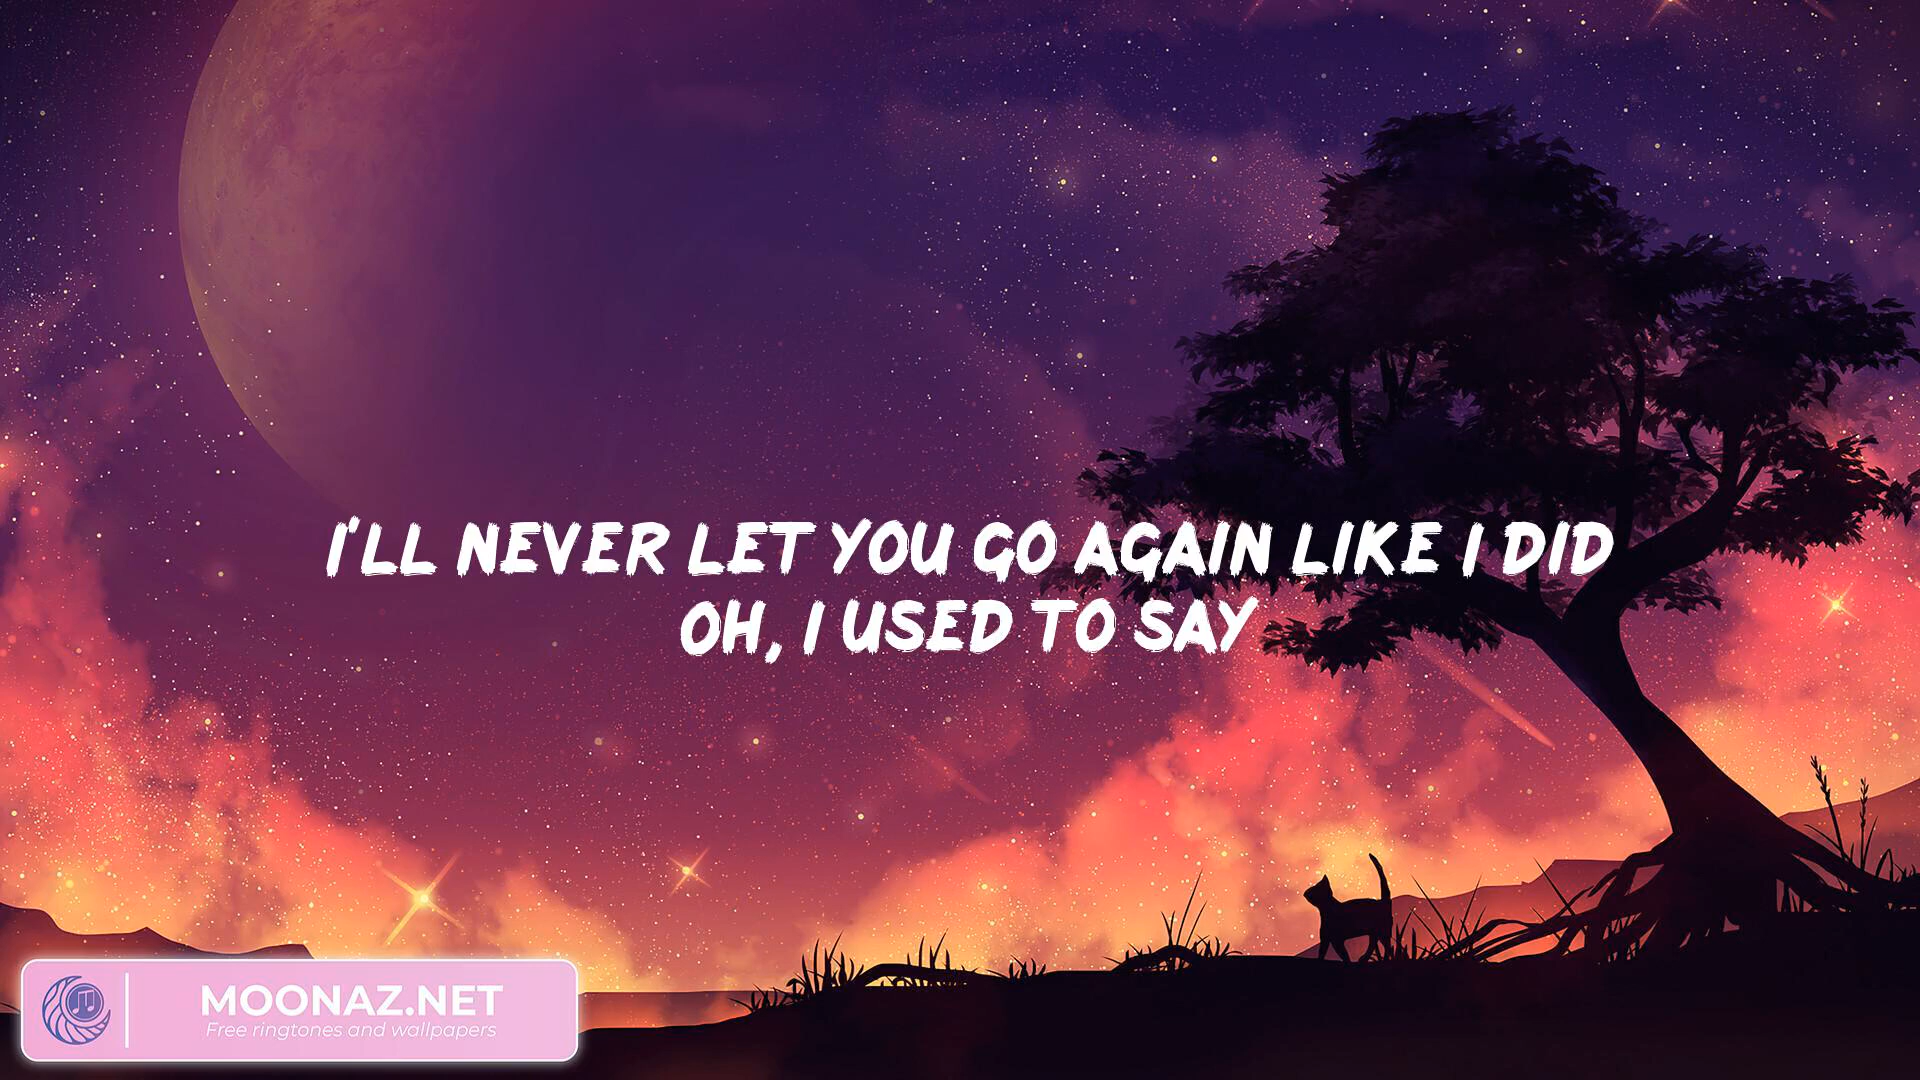 I'LL NEVER LET YOU GO AGAIN LIKE I DID
OH, I USED TO SAY
MOONAZ.NET
Free ringtones and wallpapers